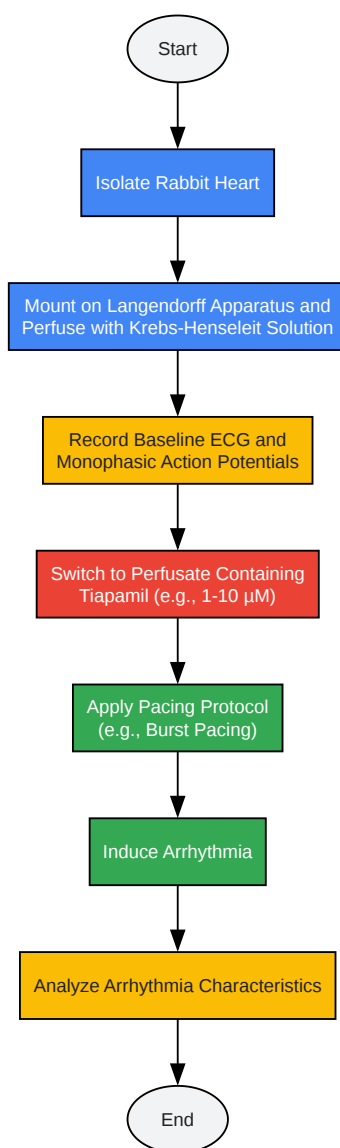 Start
Isolate Rabbit Heart
Mount on Langendorff Apparatus and
Perfuse with Krebs-Henseleit Solution
Record Baseline ECG and
Monophasic Action Potentials
Switch to Perfusate Containing
Tiapamil (e.g., 1-10 µM)
Apply Pacing Protocol
(e.g., Burst Pacing)
Induce Arrhythmia
Analyze Arrhythmia Characteristics
End